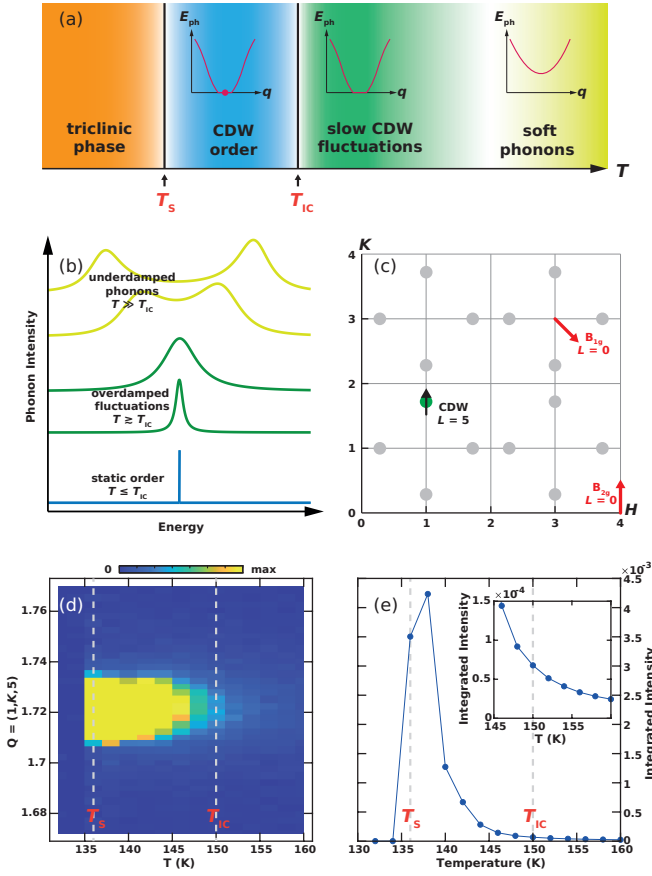 (a)
E_ph
q
E_ph
q
E_ph
q
triclinic
phase
CDW
order
slow CDW
fluctuations
soft
phonons
T
T_S
T_IC
(b)
underdamped
phonons
T ≫ T_IC
overdamped
fluctuations
T ≳ T_IC
static order
T ≤ T_IC
Phonon Intensity
Energy
(c)
K
4
3
2
1
0
0
1
2
3
4
H
B_1g
L = 0
CDW
L = 5
B_2g
L=0
(d)
0
max
1.76
1.74
1.72
1.7
1.68
Q = (1,K,5)
T_S
T_IC
135
140
145
150
155
160
T (K)
(e)
×10^-3
4.5
4
3.5
3
2.5
2
1.5
1
0.5
0
Integrated Intensity
×10^-4
1.5
1
0.5
0
Integrated Intensity
145
150
155
T (K)
T_S
T_IC
130
135
140
145
150
155
160
Temperature (K)
Integrated Intensity